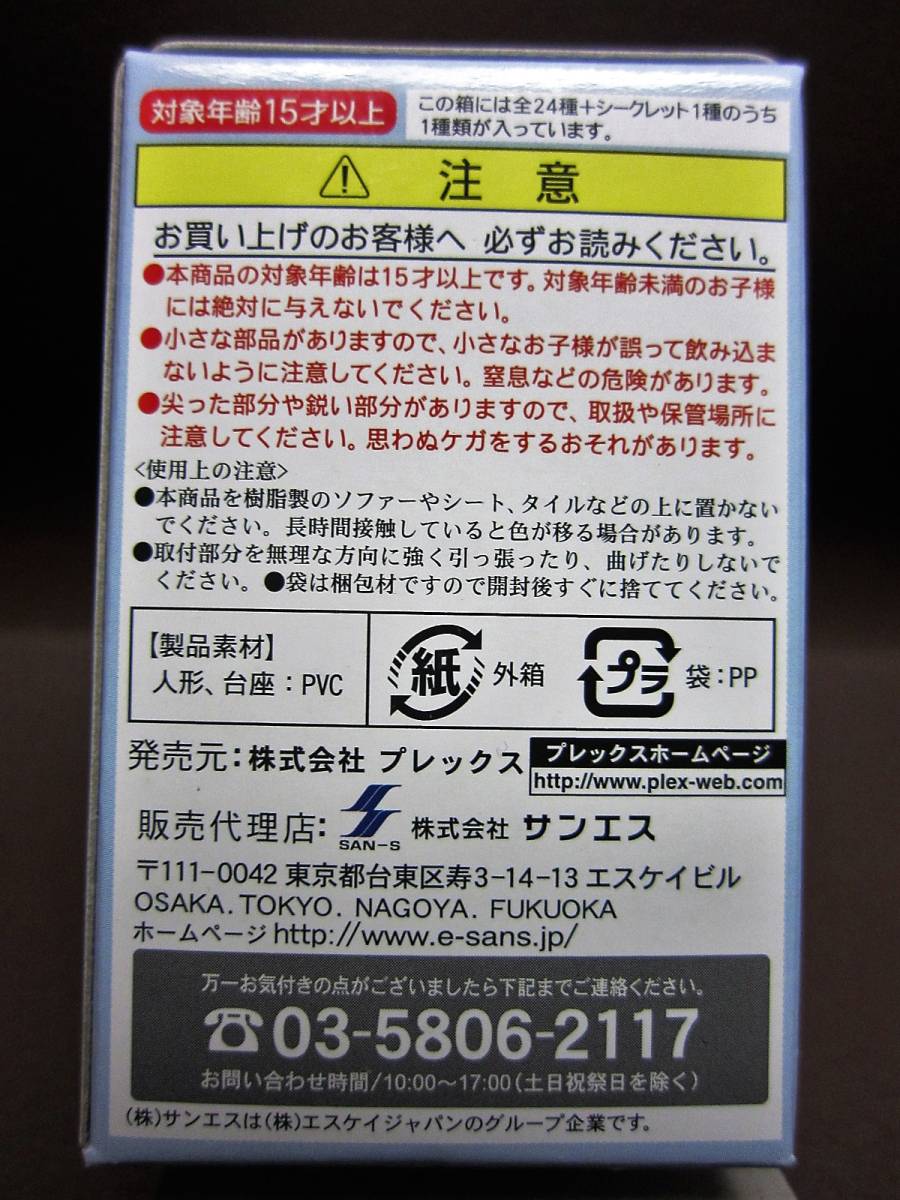 対象年齢15才以上
この箱には全24種+シークレット1種のうち
1種類が入っています。
注意
お買い上げのお客様へ 必ずお読みください。
●本商品の対象年齢は15才以上です。対象年齢未満のお子様
には絶対に与えないでください。
●小さな部品がありますので、小さなお子様が誤って飲み込ま
ないように注意してください。窒息などの危険があります。
●尖った部分や鋭い部分がありますので、取扱や保管場所に
注意してください。思わぬケガをするおそれがあります。
<使用上の注意>
●本商品を樹脂製のソファーやシート、タイルなどの上に置かない
でください。長時間接触していると色が移る場合があります。
●取付部分を無理な方向に強く引っ張ったり、曲げたりしないで
ください。●袋は梱包材ですので開封後すぐに捨ててください。
【製品素材】
人形、台座:PVC
紙 外箱
プラ 袋:PP
発売元:株式会社 プレックス
プレックスホームページ
http://www.plex-web.com
販売代理店: SAN-S 株式会社 サンエス
〒111-0042 東京都台東区寿3-14-13 エスケイビル
OSAKA. TOKYO. NAGOYA. FUKUOKA
ホームページ http://www.e-sans.jp/
万一お気付きの点がございましたら下記までご連絡ください。
☎03-5806-2117
お問い合わせ時間/10:00〜17:00(土日祝祭日を除く)
(株)サンエスは(株)エスケイジャパンのグループ企業です。